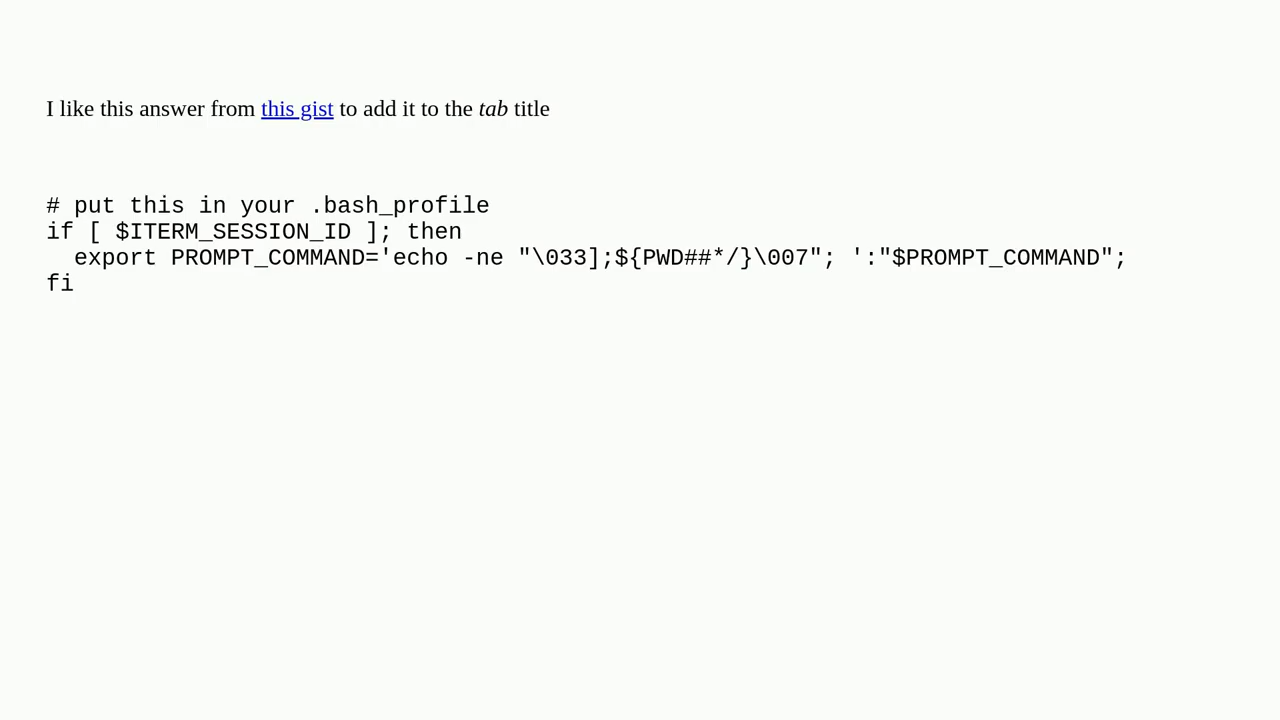 I like this answer from this gist to add it to the tab title
# put this in your .bash_profile
if [ $ITERM_SESSION_ID ]; then
  export PROMPT_COMMAND='echo -ne "\033];${PWD##*/}\007"; ':"$PROMPT_COMMAND";
fi